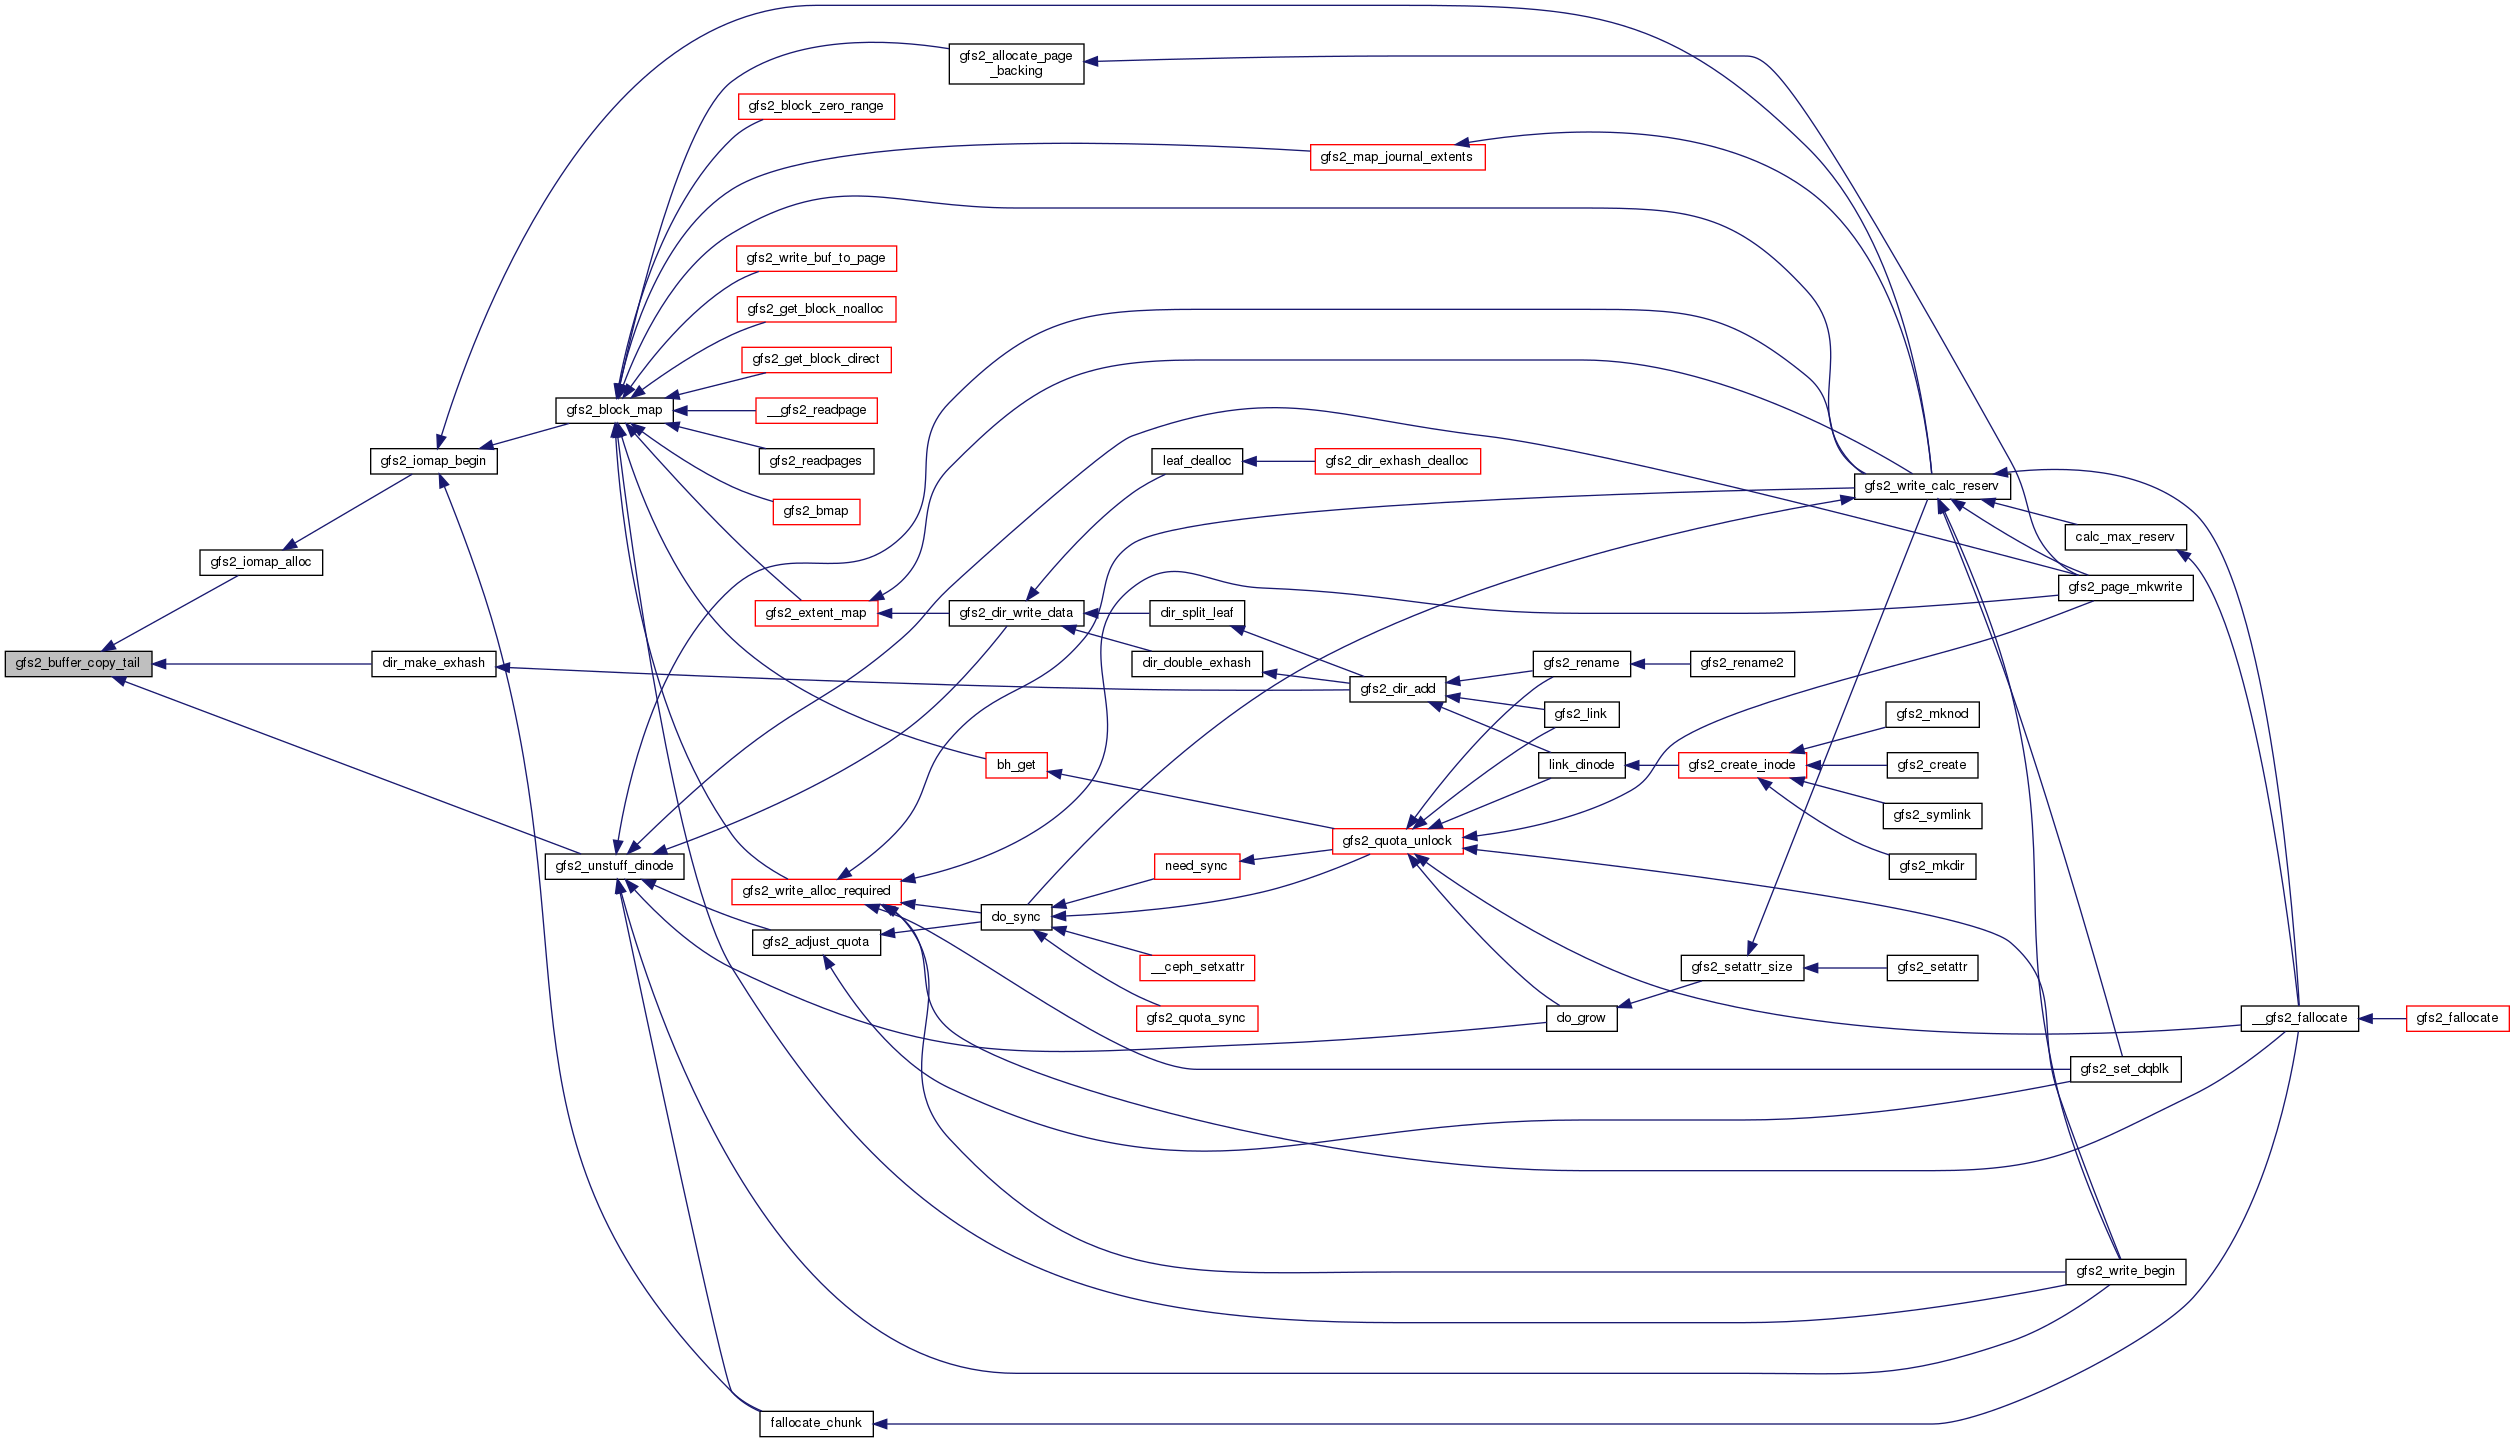 gfs2_allocate_page
_backing
gfs2_block_zero_range
gfs2_map_journal_extents
gfs2_write_buf_to_page
gfs2_get_block_noalloc
gfs2_get_block_direct
gfs2_block_map
__gfs2_readpage
gfs2_iomap_begin
gfs2_readpages
leaf_dealloc
gfs2_dir_exhash_dealloc
gfs2_write_calc_reserv
gfs2_bmap
calc_max_reserv
gfs2_iomap_alloc
gfs2_page_mkwrite
gfs2_extent_map
gfs2_dir_write_data
dir_split_leaf
gfs2_buffer_copy_tail
dir_make_exhash
dir_double_exhash
gfs2_rename
gfs2_rename2
gfs2_dir_add
gfs2_link
gfs2_mknod
bh_get
link_dinode
gfs2_create_inode
gfs2_create
gfs2_symlink
gfs2_quota_unlock
gfs2_unstuff_dinode
need_sync
gfs2_mkdir
gfs2_write_alloc_required
do_sync
gfs2_adjust_quota
__ceph_setxattr
gfs2_setattr_size
gfs2_setattr
gfs2_quota_sync
do_grow
__gfs2_fallocate
gfs2_fallocate
gfs2_set_dqblk
gfs2_write_begin
fallocate_chunk